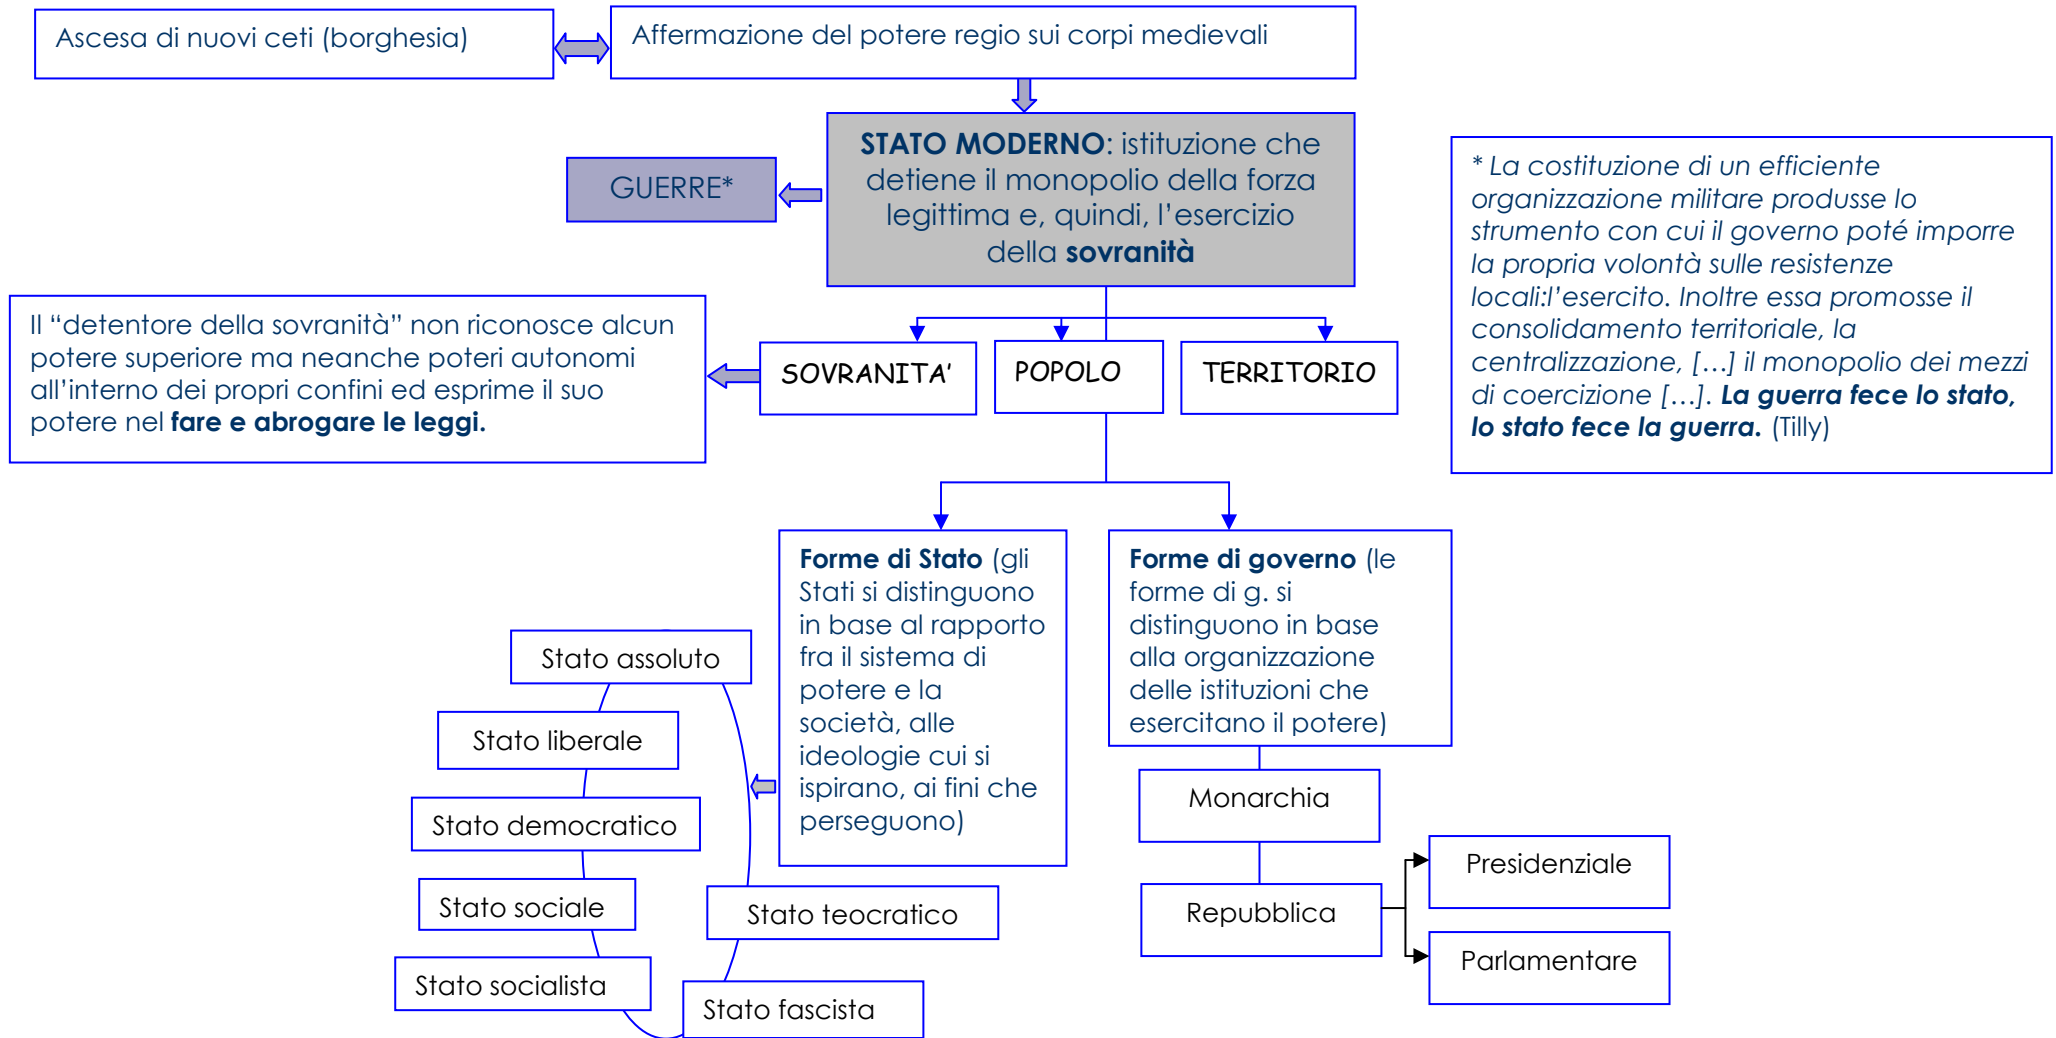 Ascesa di nuovi ceti (borghesia)
Affermazione del potere regio sui corpi medievali
STATO MODERNO: istituzione che
detiene il monopolio della forza
legittima e, quindi, l’esercizio
della sovranità
GUERRE*
* La costituzione di un efficiente
organizzazione militare produsse lo
strumento con cui il governo poté imporre
la propria volontà sulle resistenze
locali:l’esercito. Inoltre essa promosse il
consolidamento territoriale, la
centralizzazione, […] il monopolio dei mezzi
di coercizione […]. La guerra fece lo stato,
lo stato fece la guerra. (Tilly)
Il “detentore della sovranità” non riconosce alcun
potere superiore ma neanche poteri autonomi
all’interno dei propri confini ed esprime il suo
potere nel fare e abrogare le leggi.
SOVRANITA’
POPOLO
TERRITORIO
Forme di Stato (gli
Stati si distinguono
in base al rapporto
fra il sistema di
potere e la
società, alle
ideologie cui si
ispirano, ai fini che
perseguono)
Forme di governo (le
forme di g. si
distinguono in base
alla organizzazione
delle istituzioni che
esercitano il potere)
Stato assoluto
Stato liberale
Stato democratico
Stato sociale
Stato socialista
Stato teocratico
Stato fascista
Monarchia
Repubblica
Presidenziale
Parlamentare